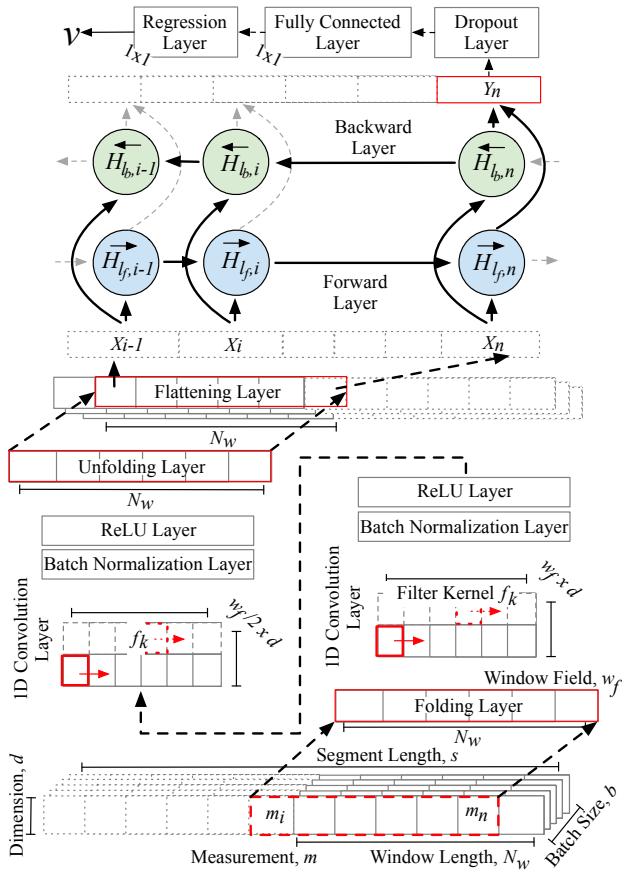 v
Regression Layer
1x1
Fully Connected Layer
1x1
Dropout Layer
Yn
Backward Layer
Hlb,i-1
Hlb,i
Hlb,n
Hlf,i-1
Hlf,i
Hlf,n
Forward Layer
Xi-1
Xi
Xn
Flattening Layer
Nw
Unfolding Layer
Nw
ReLU Layer
Batch Normalization Layer
ReLU Layer
Batch Normalization Layer
1D Convolution Layer
fk
wf/2 x d
1D Convolution Layer
Filter Kernel fk
wf x d
Window Field, wf
Folding Layer
Nw
Segment Length, s
Dimension, d
mi
mn
Batch Size, b
Measurement, m
Window Length, Nw